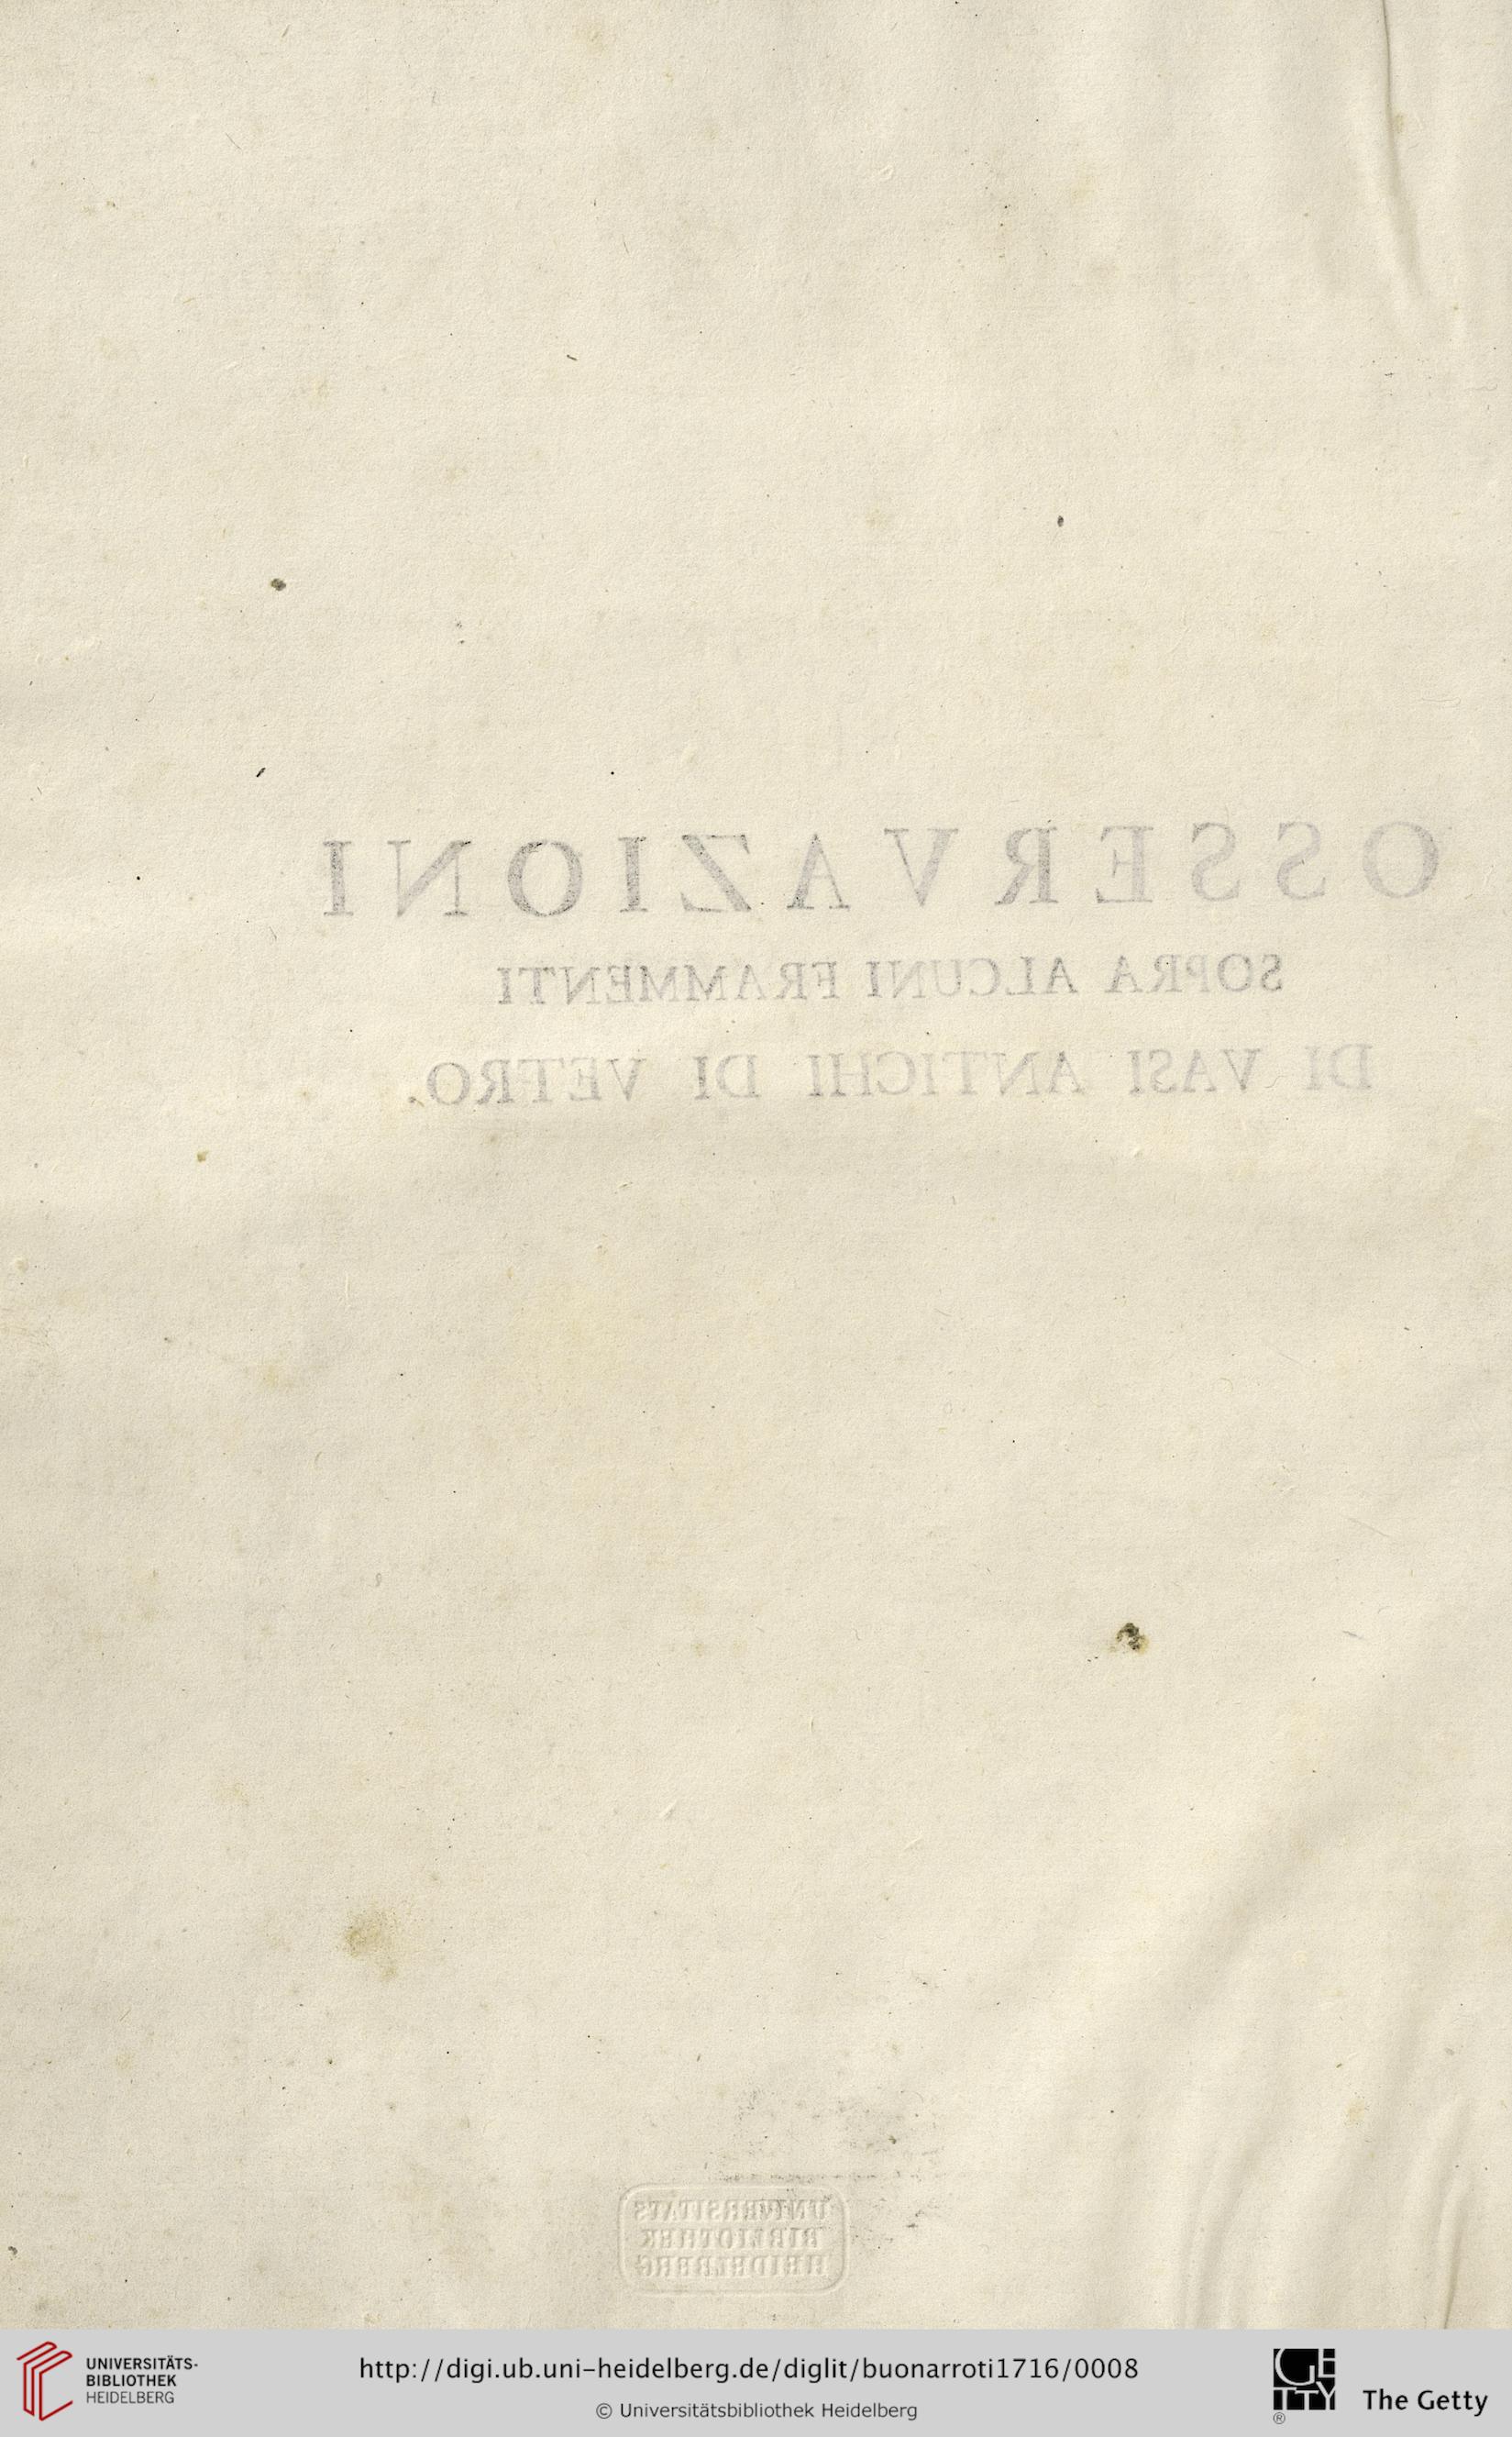 OSSERVAZIONI
SOPRA ALCUNI FRAMMENTI
DI VASI ANTICHI DI VETRO.
UNIVERSITÄTS
BIBLIOTHEK
HEIDELBERG
UNIVERSITÄTS-
BIBLIOTHEK
HEIDELBERG
http://digi.ub.uni-heidelberg.de/diglit/buonarroti1716/0008
© Universitätsbibliothek Heidelberg
GETTY
®
The Getty